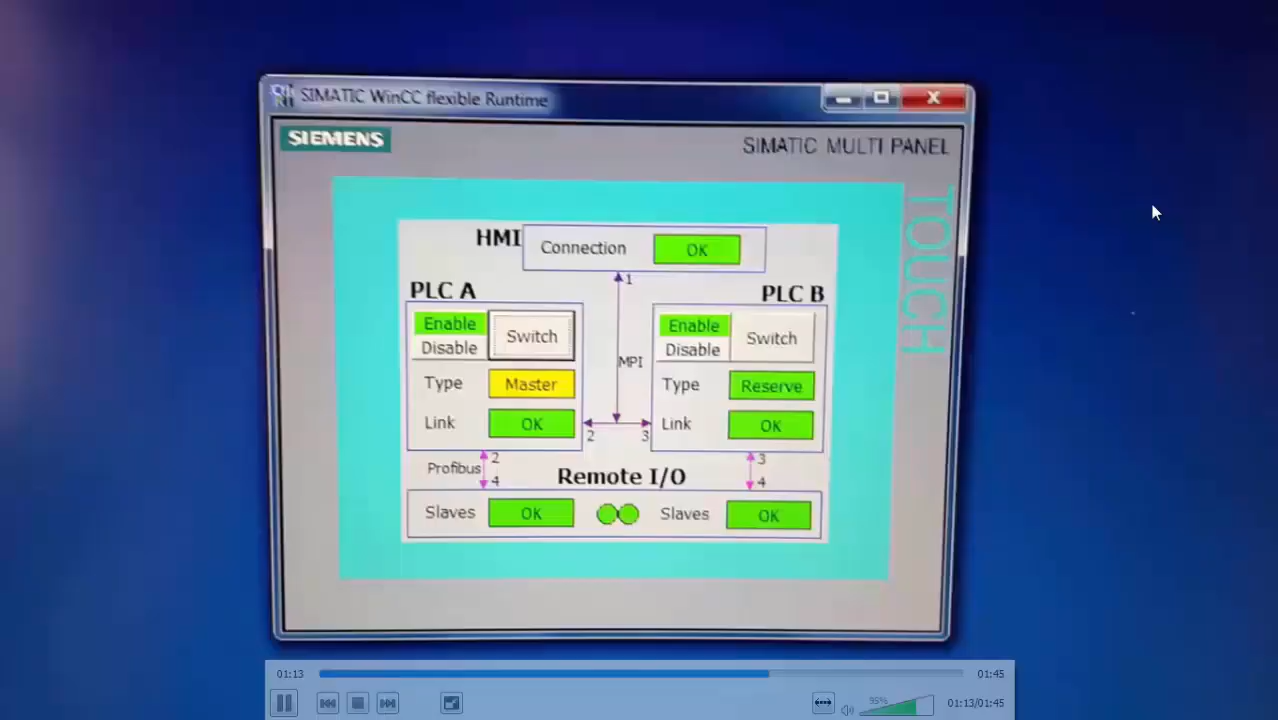 SIMATIC WinCC flexible Runtime
SIEMENS
SIMATIC MULTI PANEL
TOUCH
HMI
Connection OK
1
PLC A
PLC B
Enable
Disable
Switch
Enable
Disable
Switch
MPI
Type Master
Type Reserve
Link OK
Link OK
2 3
Profibus
2
4
3
4
Remote I/O
Slaves OK
Slaves OK
01:13
01:45
95%
01:13/01:45